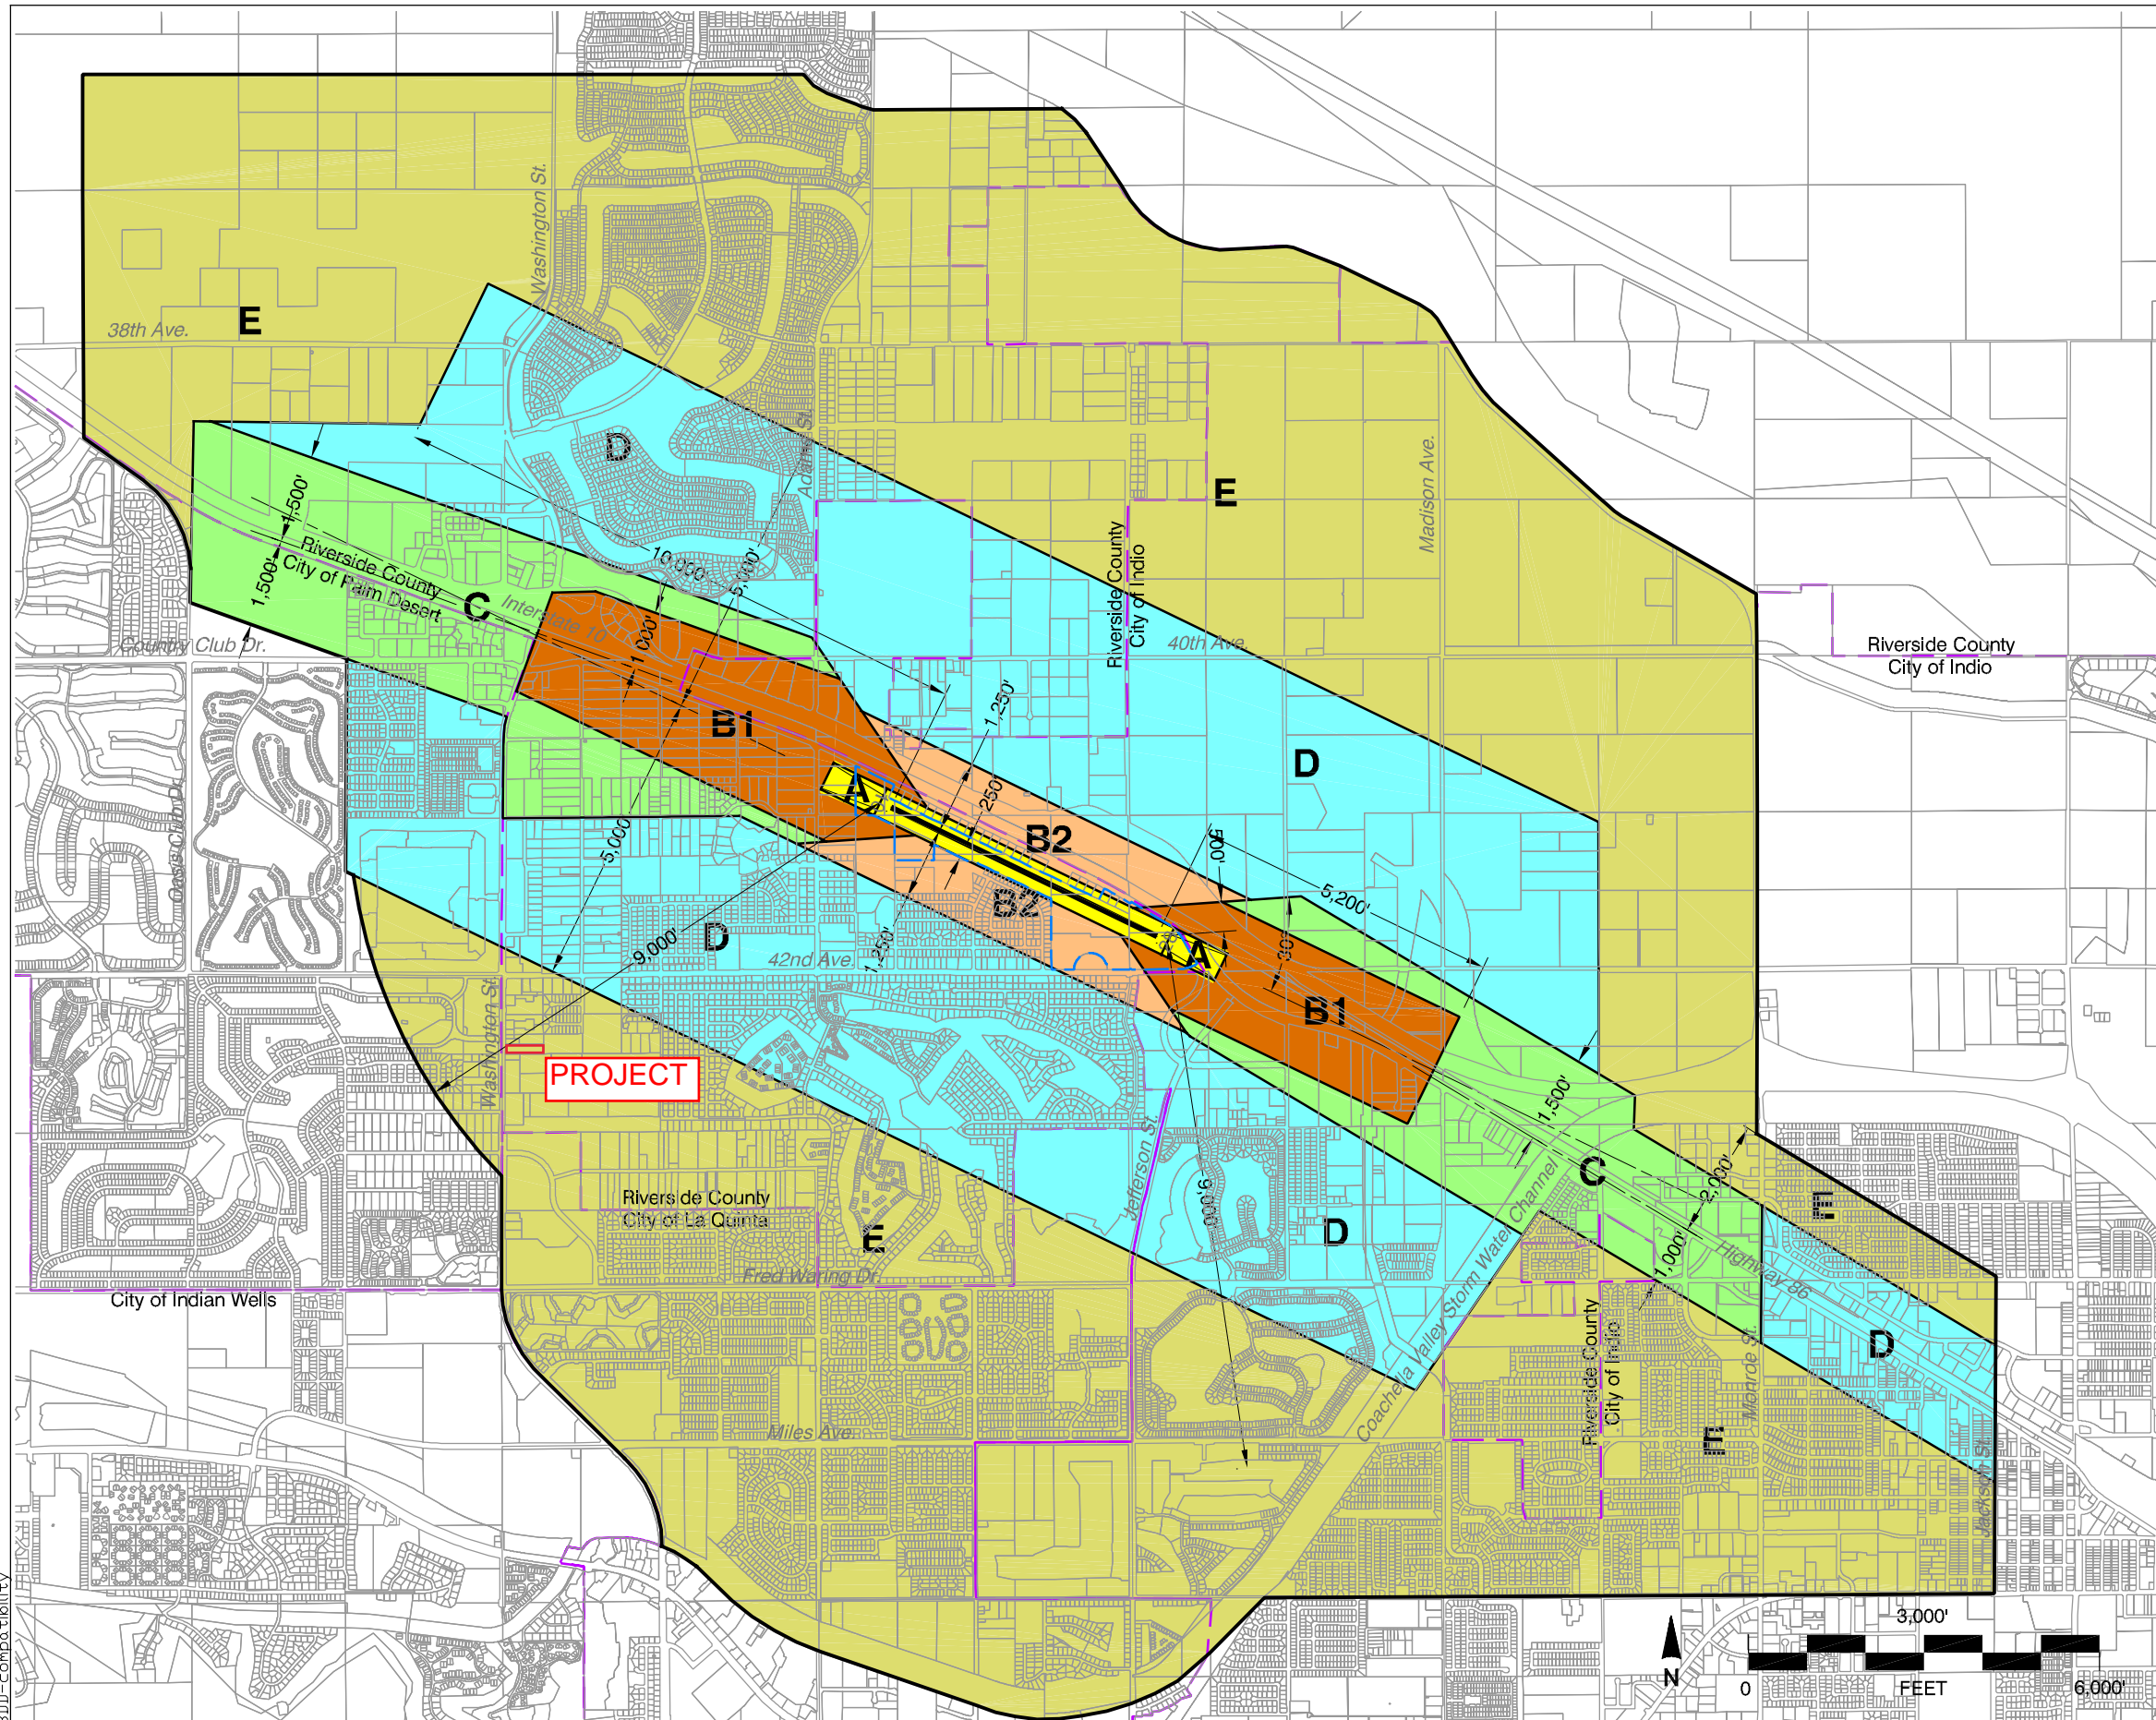 Washington St.
E
38th Ave.
D
Adams St.
E
Madison Ave.
1,500'
Riverside County
City of Palm Desert
1,500'
10,000'
5,000'
Riverside County
City of Indio
C
Interstate 10
1,000'
Country Club Dr.
40th Ave.
Riverside County
City of Indio
B1
1,250'
D
A
250'
B2
Oasis Club Dr.
5,000'
500'
B2
5,200'
D
9,000'
1,250'
42nd Ave.
A
30°
B1
Washington St.
PROJECT
1,500'
Jefferson St.
C
2,000'
9,000'
Riverside County
City of La Quinta
E
D
Coachella Valley Storm Water Channel
1,000'
Highway 86
E
Fred Waring Dr.
City of Indian Wells
Riverside County
City of Indio
Monroe St.
D
Miles Ave.
E
Jackson St.
3,000'
N
0
FEET
6,000'